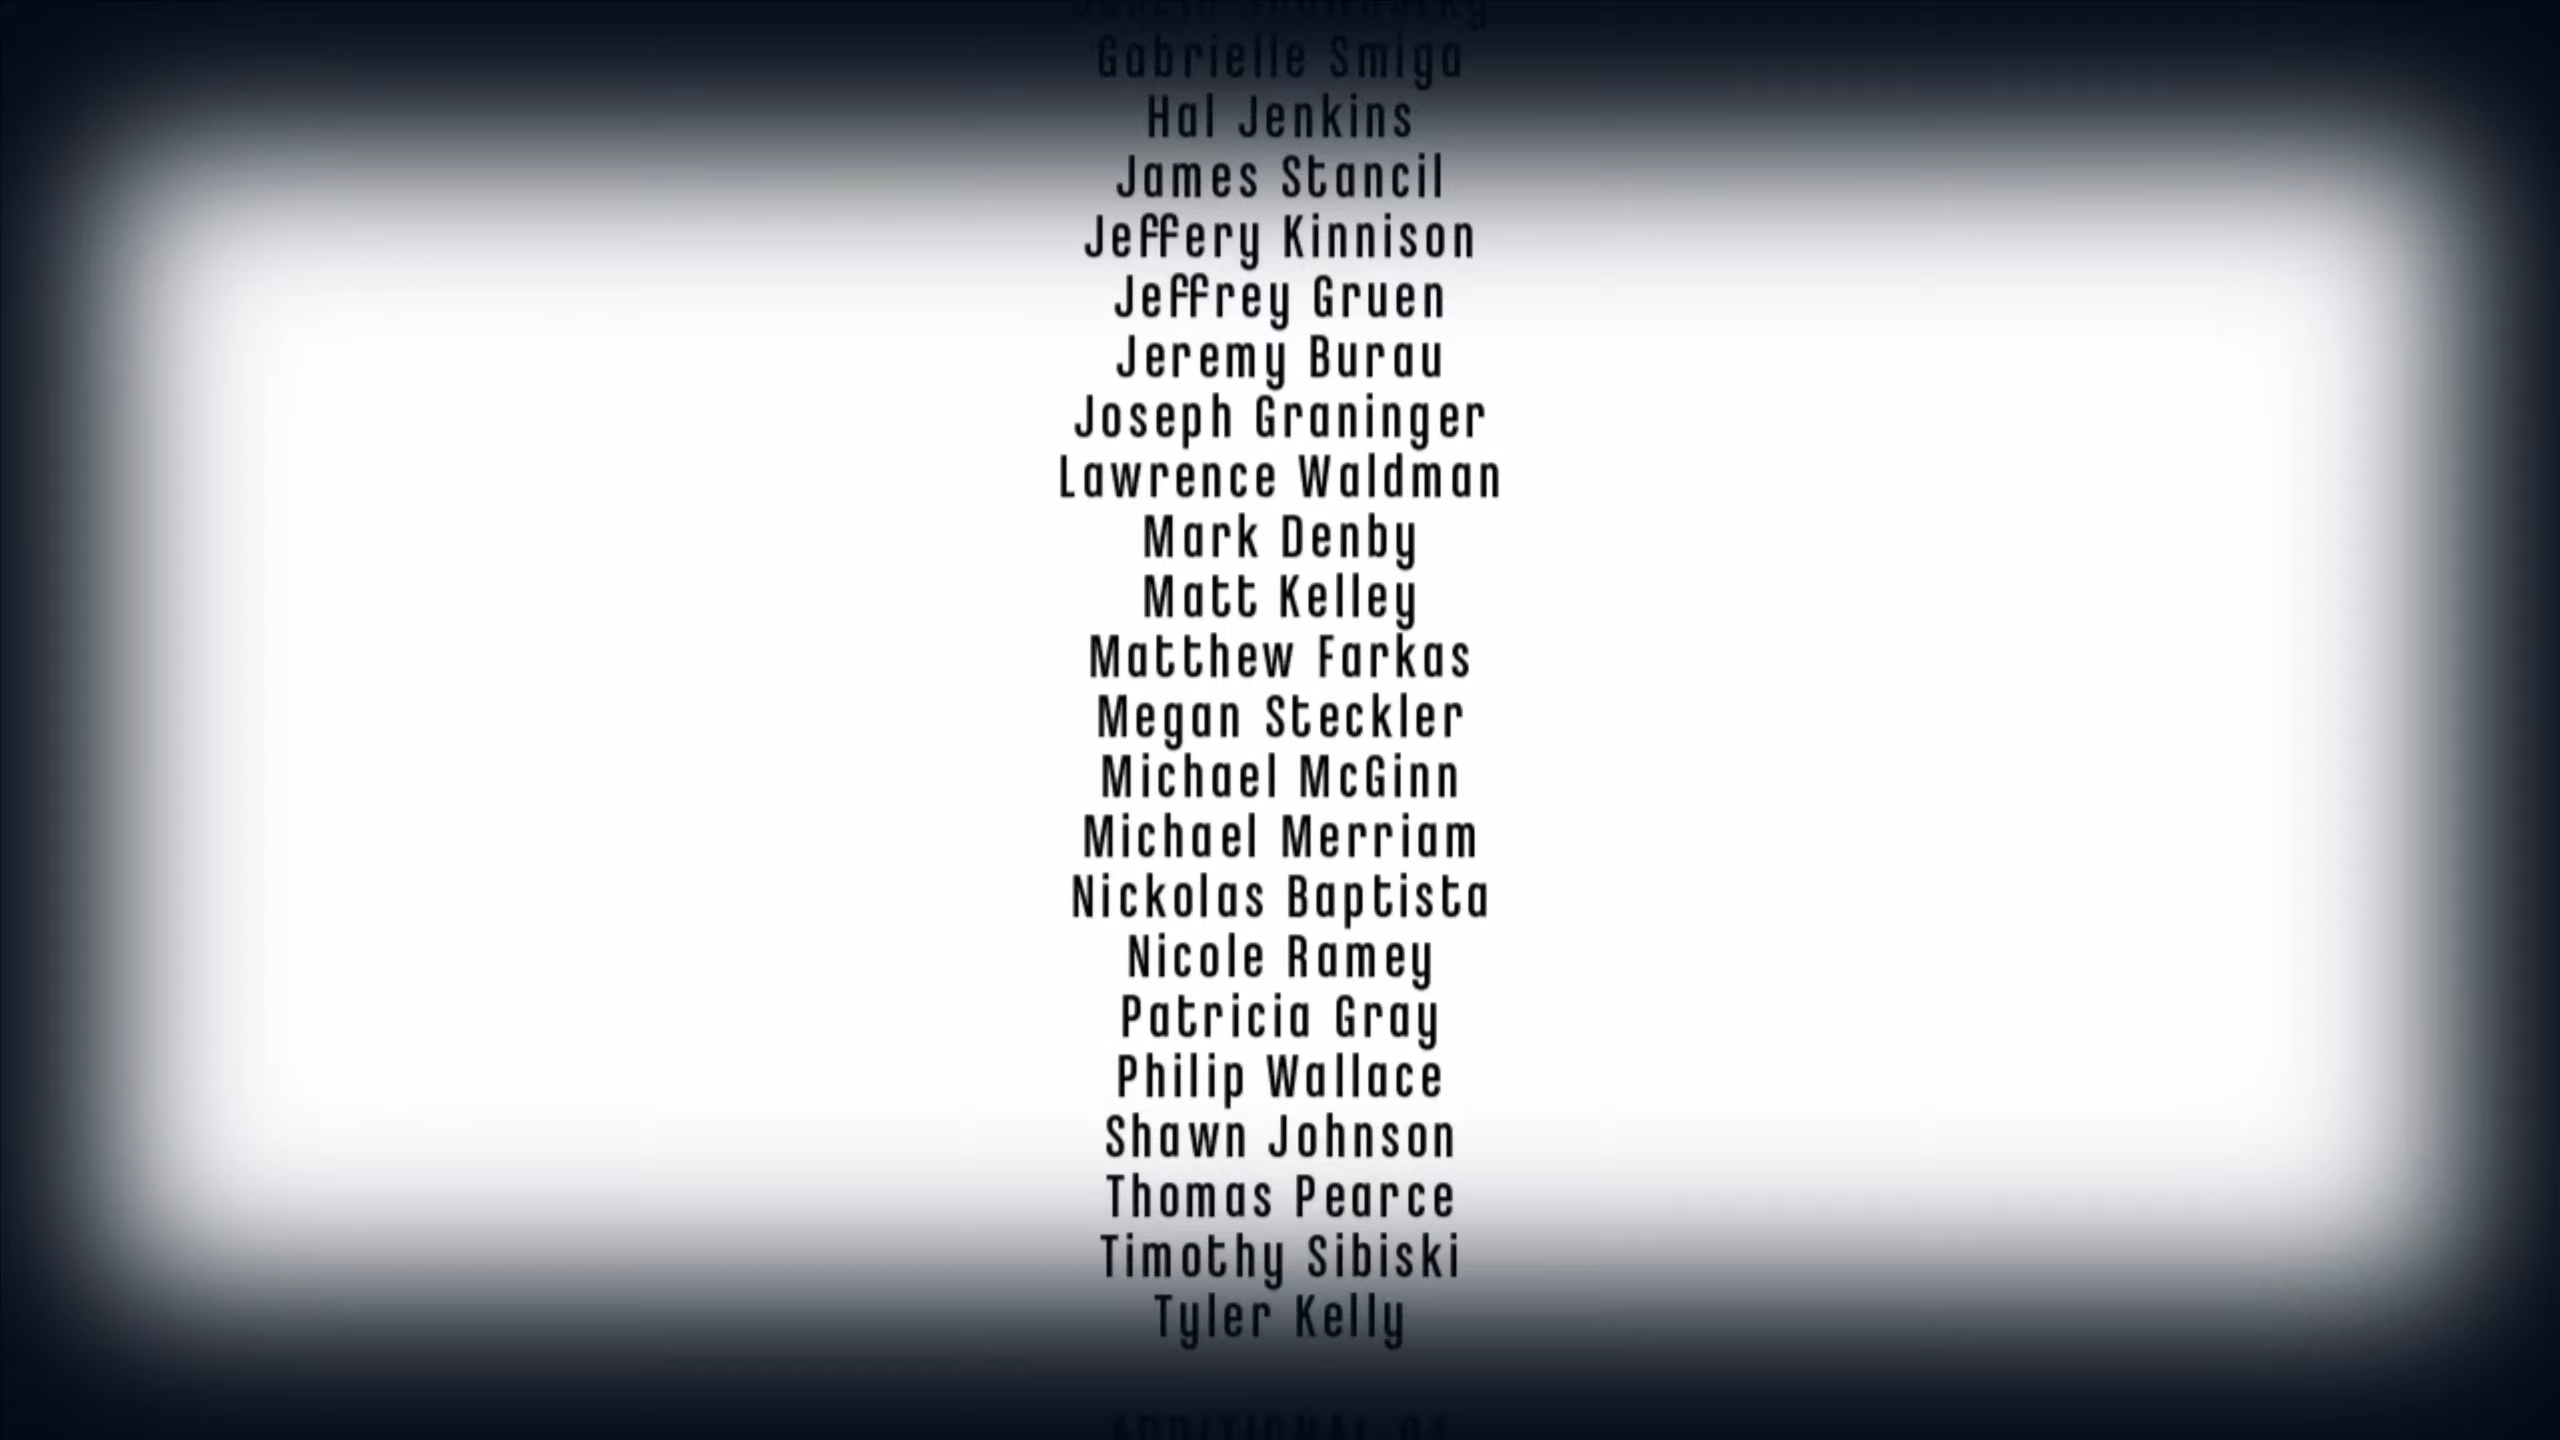 Gabrielle Smiga
Hal Jenkins
James Stancil
Jeffery Kinnison
Jeffrey Gruen
Jeremy Burau
Joseph Graninger
Lawrence Waldman
Mark Denby
Matt Kelley
Matthew Farkas
Megan Steckler
Michael McGinn
Michael Merriam
Nickolas Baptista
Nicole Ramey
Patricia Gray
Philip Wallace
Shawn Johnson
Thomas Pearce
Timothy Sibiski
Tyler Kelly
ADDITIONAL QA